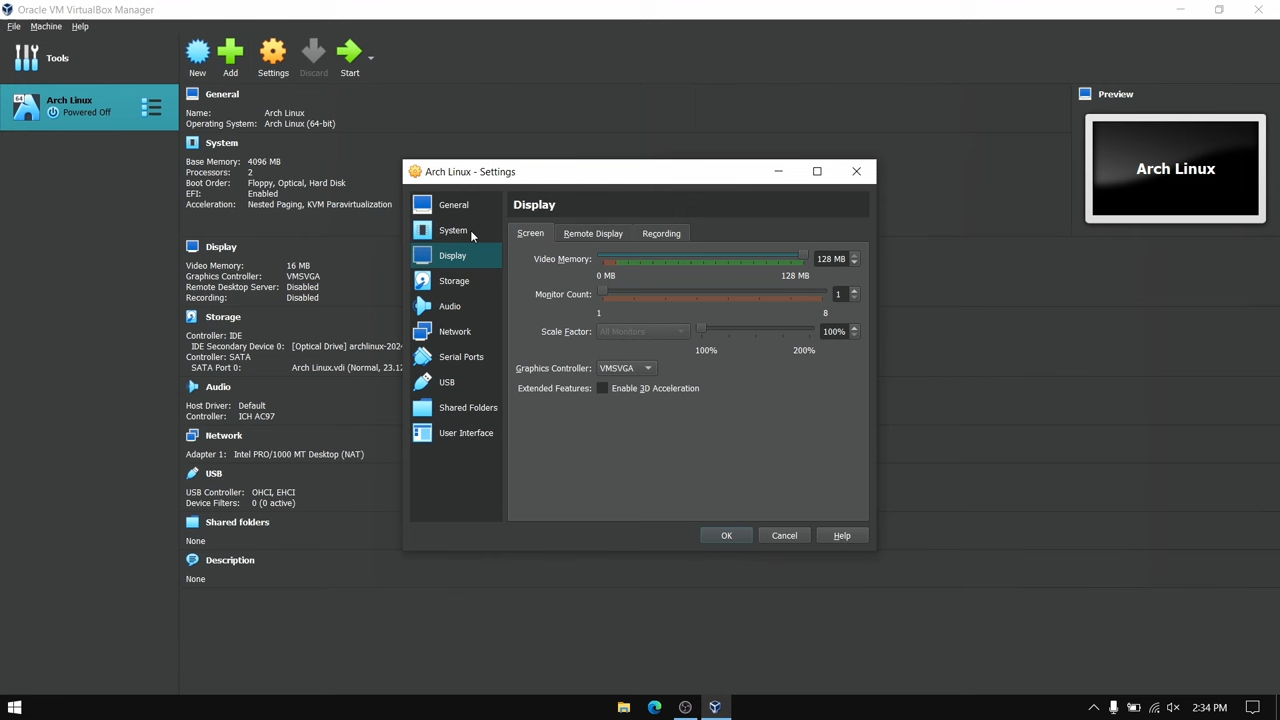 Oracle VM VirtualBox Manager
File Machine Help
Tools
New Add Settings Discard Start
64
Arch Linux
Powered Off
General
Name: Arch Linux
Operating System: Arch Linux (64-bit)
System
Base Memory: 4096 MB
Processors: 2
Boot Order: Floppy, Optical, Hard Disk
EFI: Enabled
Acceleration: Nested Paging, KVM Paravirtualization
Display
Video Memory: 16 MB
Graphics Controller: VMSVGA
Remote Desktop Server: Disabled
Recording: Disabled
Storage
Controller: IDE
IDE Secondary Device 0: [Optical Drive] archlinux-202
Controller: SATA
SATA Port 0: Arch Linux.vdi (Normal, 23.12
Audio
Host Driver: Default
Controller: ICH AC97
Network
Adapter 1: Intel PRO/1000 MT Desktop (NAT)
USB
USB Controller: OHCI, EHCI
Device Filters: 0 (0 active)
Shared folders
None
Description
None
Preview
Arch Linux
Arch Linux - Settings
General
System
Display
Storage
Audio
Network
Serial Ports
USB
Shared Folders
User Interface
Display
Screen Remote Display Recording
Video Memory: 128 MB
0 MB 128 MB
Monitor Count: 1
1 8
Scale Factor: All Monitors 100%
100% 200%
Graphics Controller: VMSVGA
Extended Features: Enable 3D Acceleration
OK Cancel Help
2:34 PM